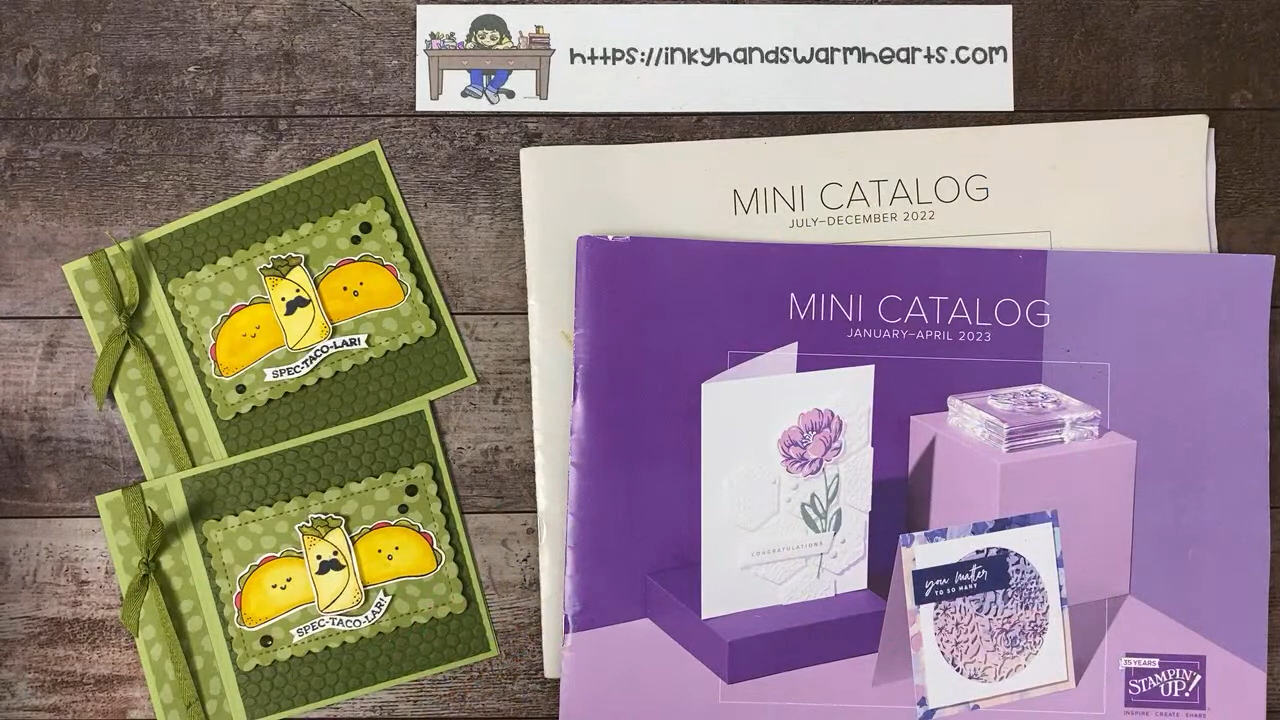 https://inkyhandswarmhearts.com
MINI CATALOG
JULY–DECEMBER 2022
MINI CATALOG
JANUARY–APRIL 2023
SPEC-TACO-LAR!
SPEC-TACO-LAR!
CONGRATULATIONS
you matter
TO SO MANY
35 YEARS
STAMPIN' UP!
INSPIRE · CREATE · SHARE